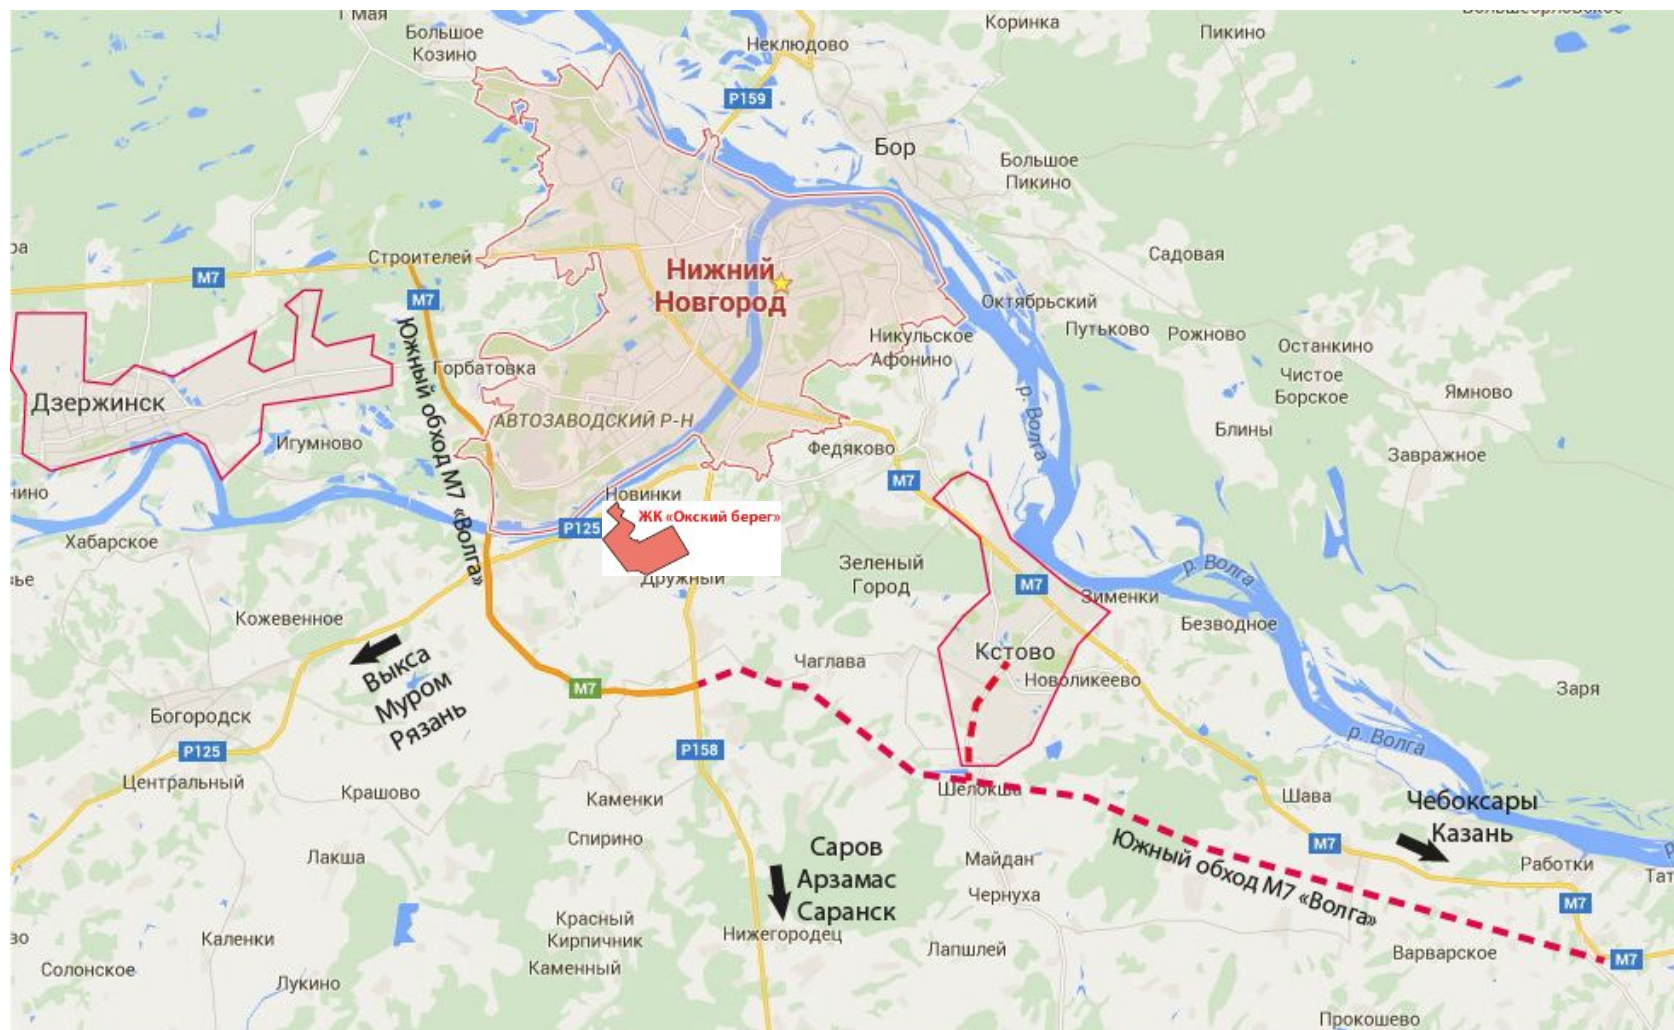 1 Мая
Большое
Козино
Неклюдово
Коринка
Пикино
Р159
Бор
Большое
Пикино
ра
Строителей
М7
М7
Нижний
Новгород
Садовая
Октябрьский
Путьково
Рожново
Никульское
Афонино
Останкино
Чистое
Борское
Ямново
Горбатовка
Южный обход М7 «Волга»
Дзержинск
АВТОЗАВОДСКИЙ Р-Н
р. Волга
Блины
Игумново
Федяково
Завражное
М7
чино
Новинки
ЖК «Окский берег»
Р125
Хабарское
Зеленый
Город
р. Волга
ье
Дружный
М7
Зименки
Кожевенное
Безводное
Выкса
Муром
Рязань
Чаглава
Кстово
Новоликеево
М7
Заря
Богородск
Р125
Р158
р. Волга
Центральный
Крашово
Каменки
Шелокша
Шава
Чебоксары
Казань
Спирино
Южный обход М7 «Волга»
М7
Лакша
Саров
Арзамас
Саранск
Майдан
Чернуха
Работки
Тат
М7
Красный
Кирпичник
Нижегородец
во
Каленки
Лапшлей
Варварское
М7
Солонское
Каменный
Лукино
Прокошево